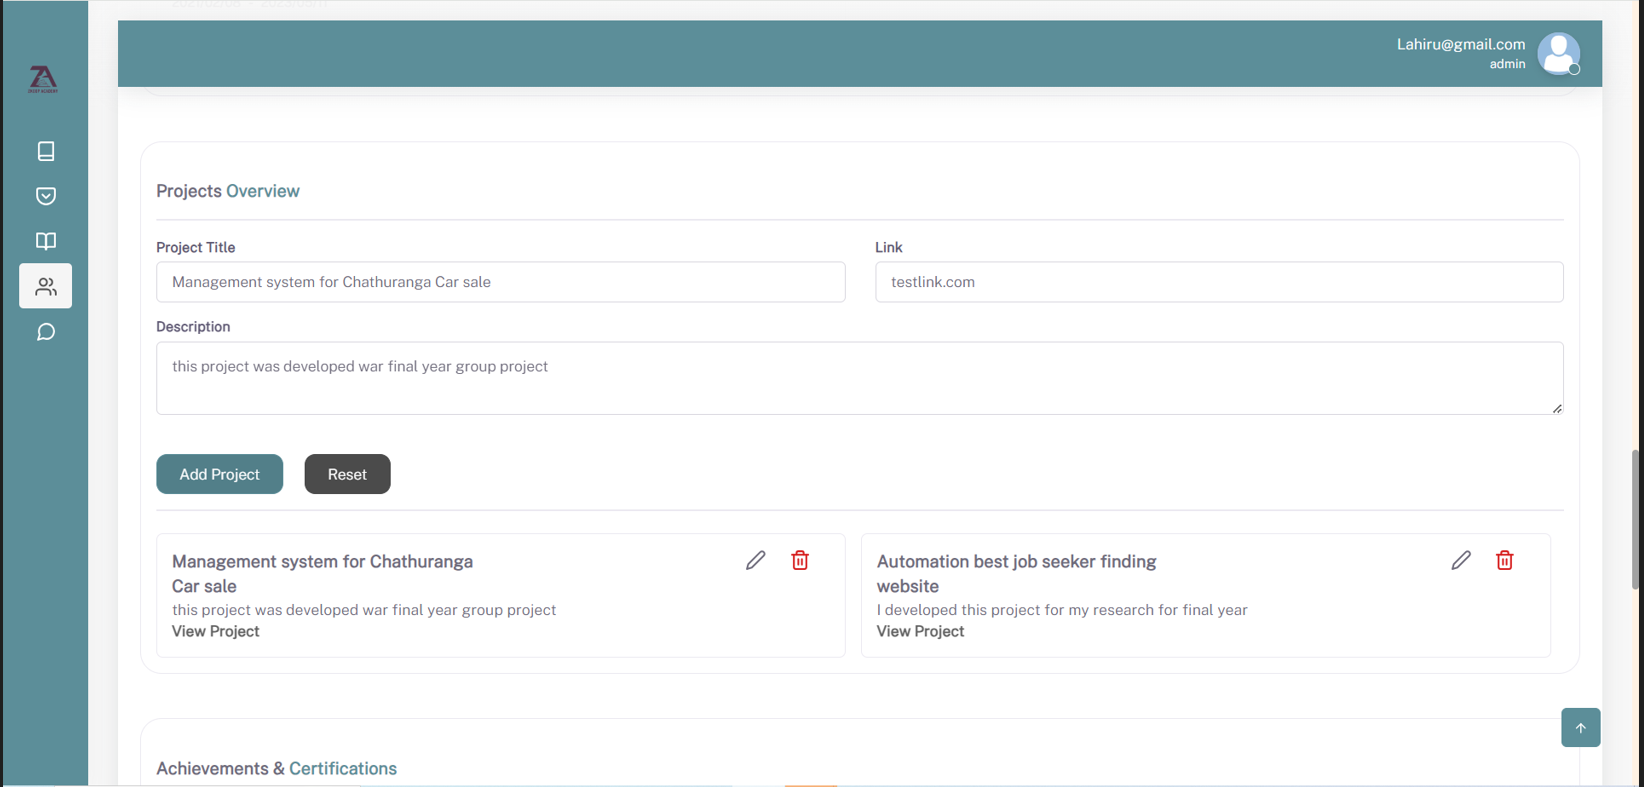 Lahiru@gmail.com
admin
Projects Overview
Project Title
Link
Management system for Chathuranga Car sale
testlink.com
Description
this project was developed war final year group project
Add Project
Reset
Management system for Chathuranga
Car sale
this project was developed war final year group project
View Project
Automation best job seeker finding
website
I developed this project for my research for final year
View Project
Achievements & Certifications